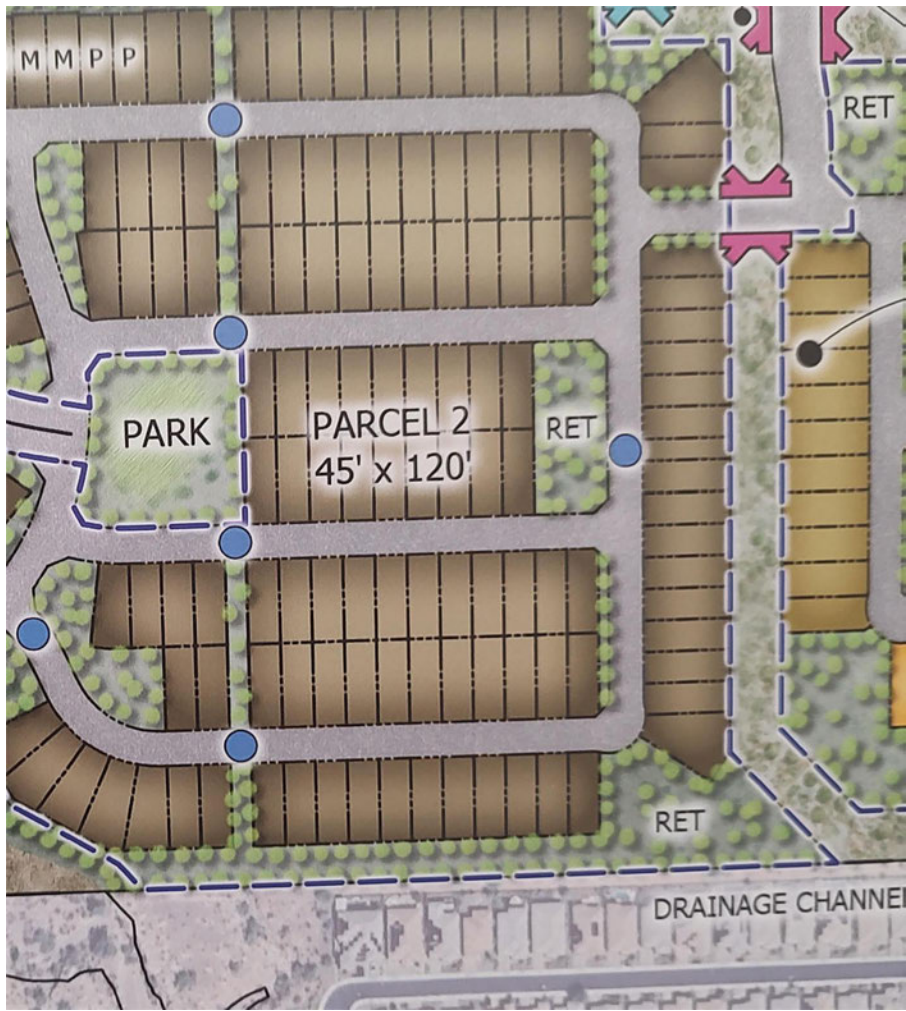 M M P P
RET
PARK
PARCEL 2
45' x 120'
RET
RET
DRAINAGE CHANNEL